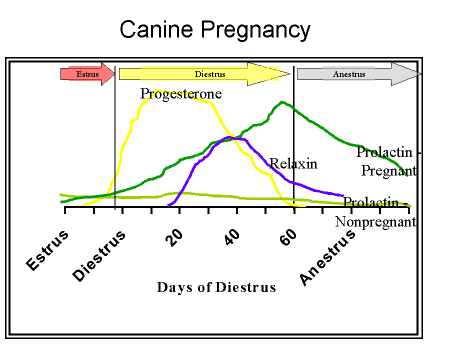 Canine Pregnancy
Estrus
Diestrus
Anestrus
Progesterone
Relaxin
Prolactin
Pregnant
Prolactin
Nonpregnant
Estrus
Diestrus
20
40
60
Anestrus
Days of Diestrus